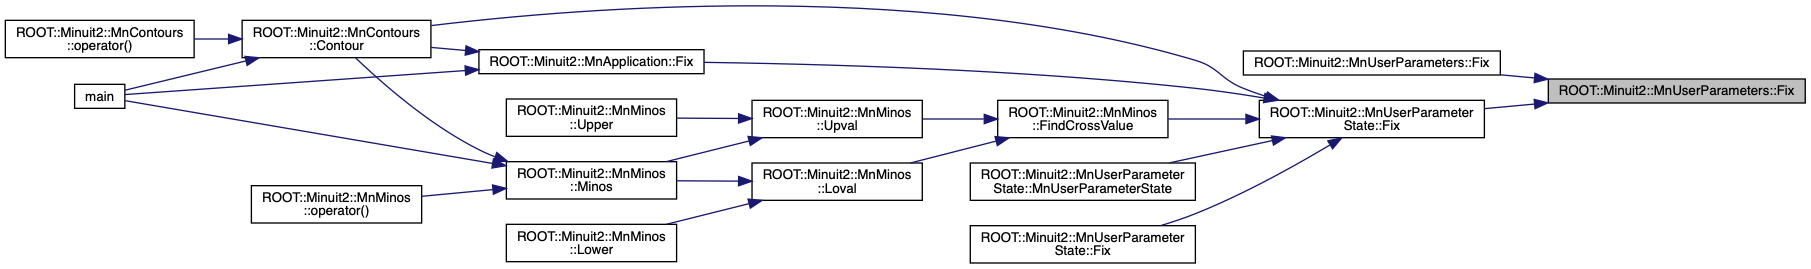 ROOT::Minuit2::MnContours
::operator()
ROOT::Minuit2::MnContours
::Contour
main
ROOT::Minuit2::MnApplication::Fix
ROOT::Minuit2::MnUserParameters::Fix
ROOT::Minuit2::MnUserParameters::Fix
ROOT::Minuit2::MnMinos
::Upper
ROOT::Minuit2::MnMinos
::Upval
ROOT::Minuit2::MnMinos
::FindCrossValue
ROOT::Minuit2::MnUserParameter
State::Fix
ROOT::Minuit2::MnMinos
::Minos
ROOT::Minuit2::MnMinos
::Loval
ROOT::Minuit2::MnUserParameter
State::MnUserParameterState
ROOT::Minuit2::MnMinos
::operator()
ROOT::Minuit2::MnMinos
::Lower
ROOT::Minuit2::MnUserParameter
State::Fix